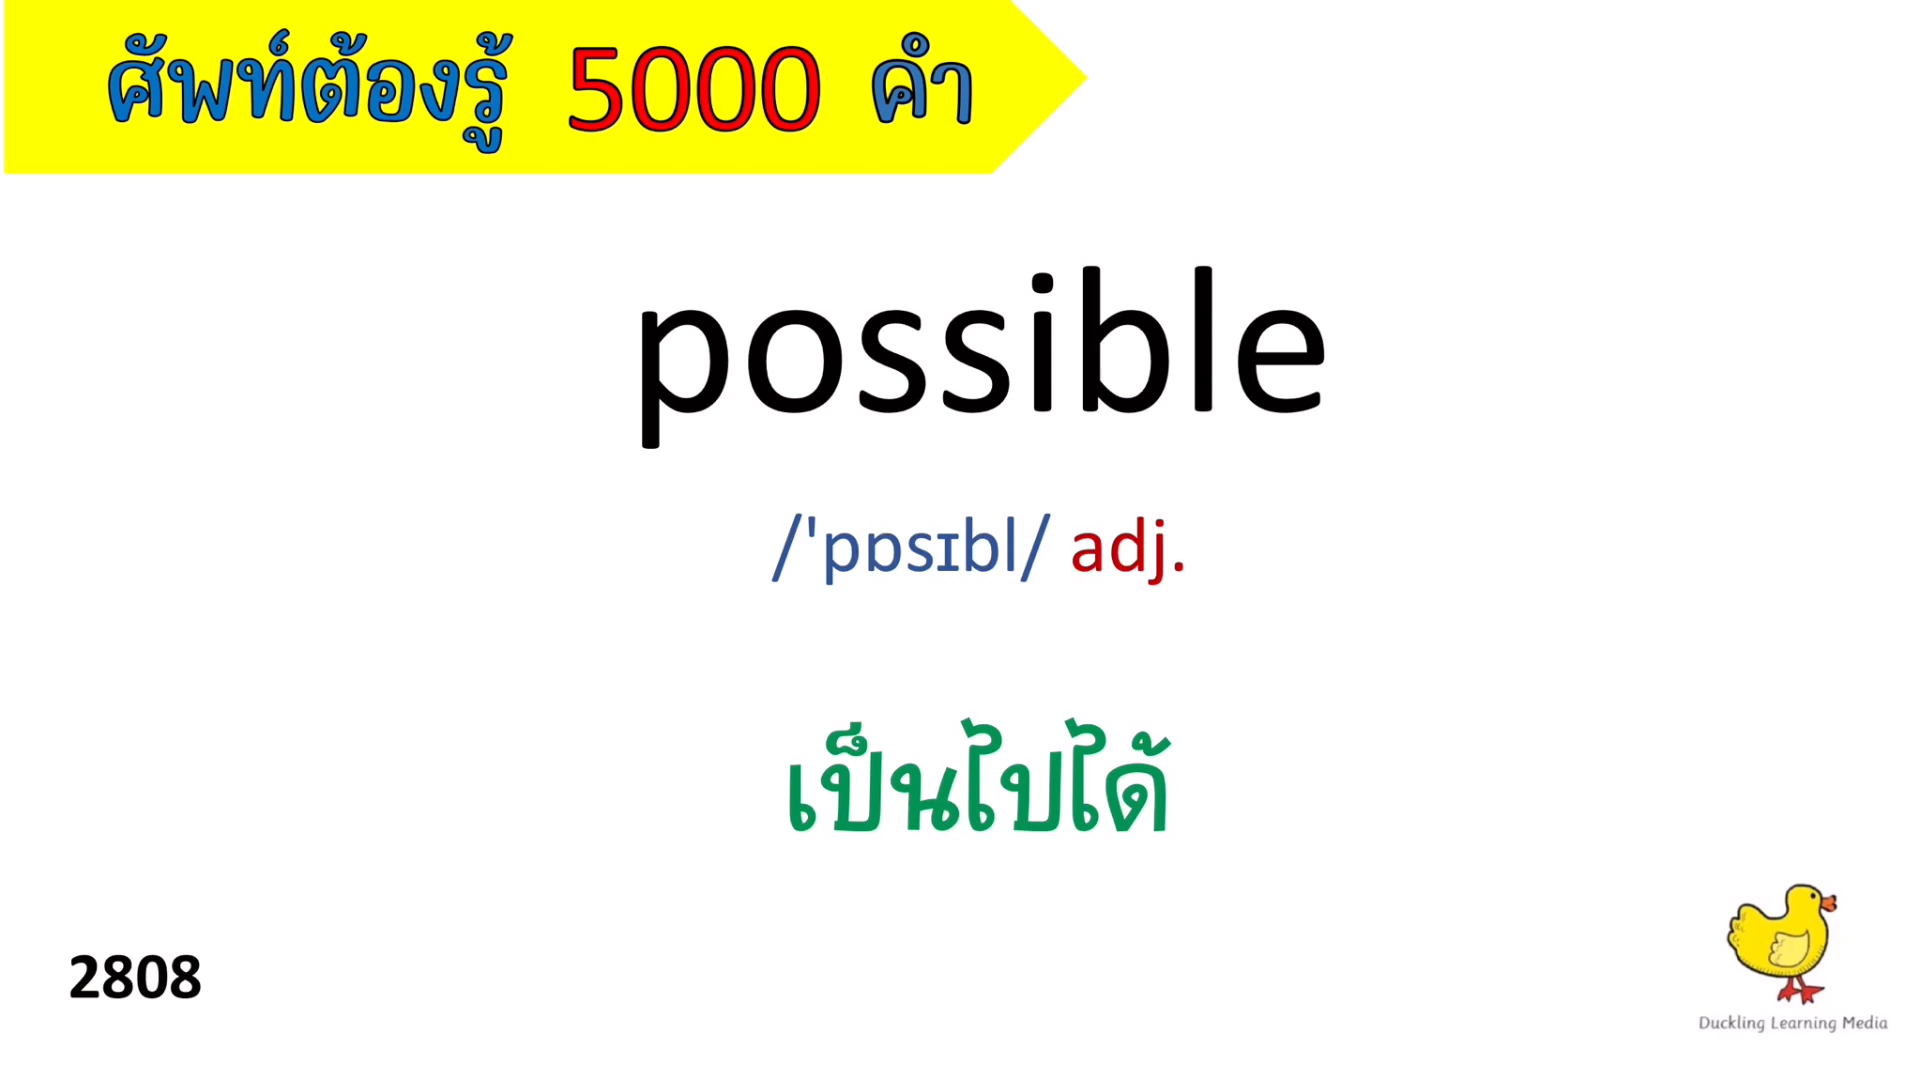 ศัพท์ต้องรู้ 5000 คำ
possible
/ˈpɒsɪbl/ adj.
เป็นไปได้
2808
Duckling Learning Media